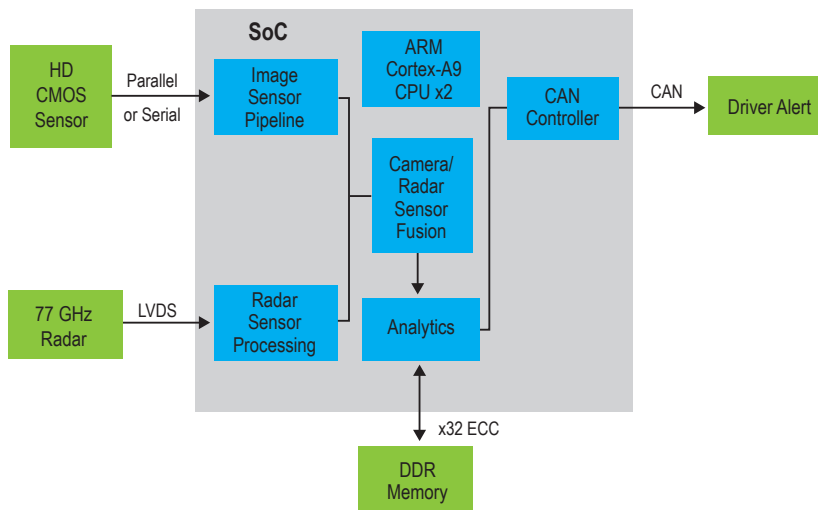 SoC
HD
CMOS
Sensor
Parallel
or Serial
Image
Sensor
Pipeline
ARM
Cortex-A9
CPU x2
CAN
Controller
CAN
Driver Alert
Camera/
Radar
Sensor
Fusion
77 GHz
Radar
LVDS
Radar
Sensor
Processing
Analytics
x32 ECC
DDR
Memory